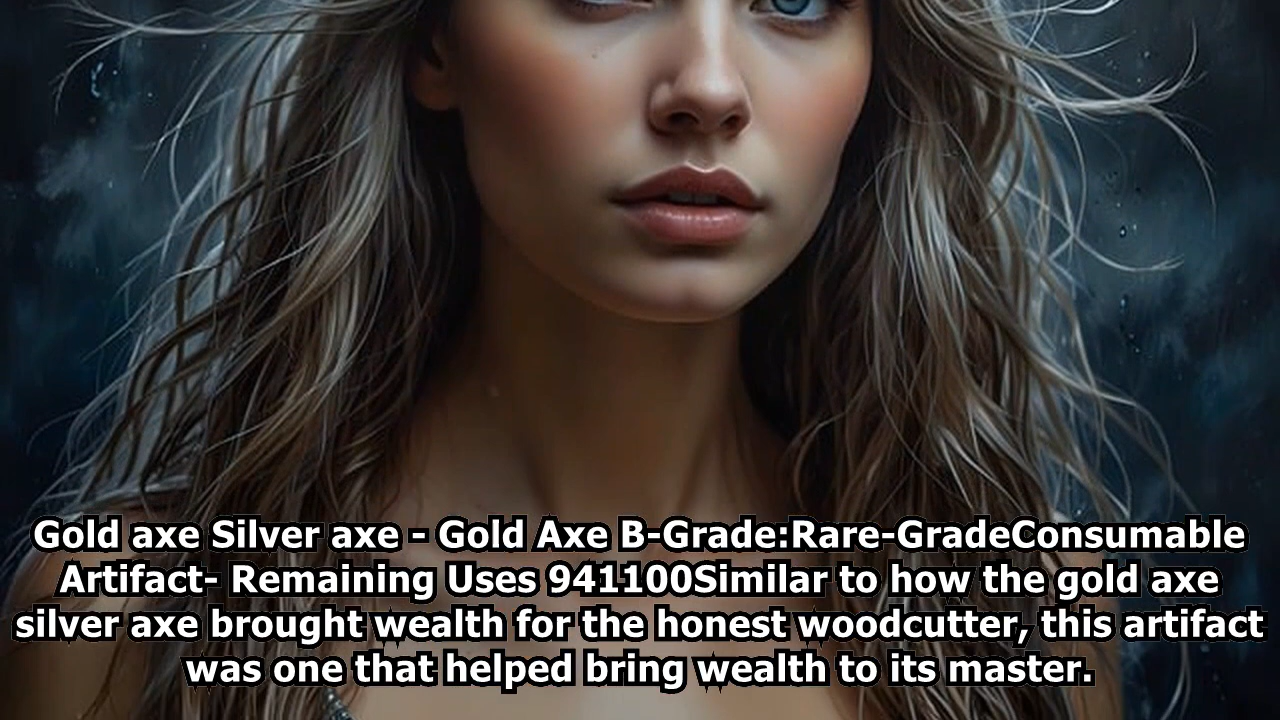 Gold axe Silver axe - Gold Axe B-Grade:Rare-GradeConsumable
Artifact- Remaining Uses 941100Similar to how the gold axe
silver axe brought wealth for the honest woodcutter, this artifact
was one that helped bring wealth to its master.